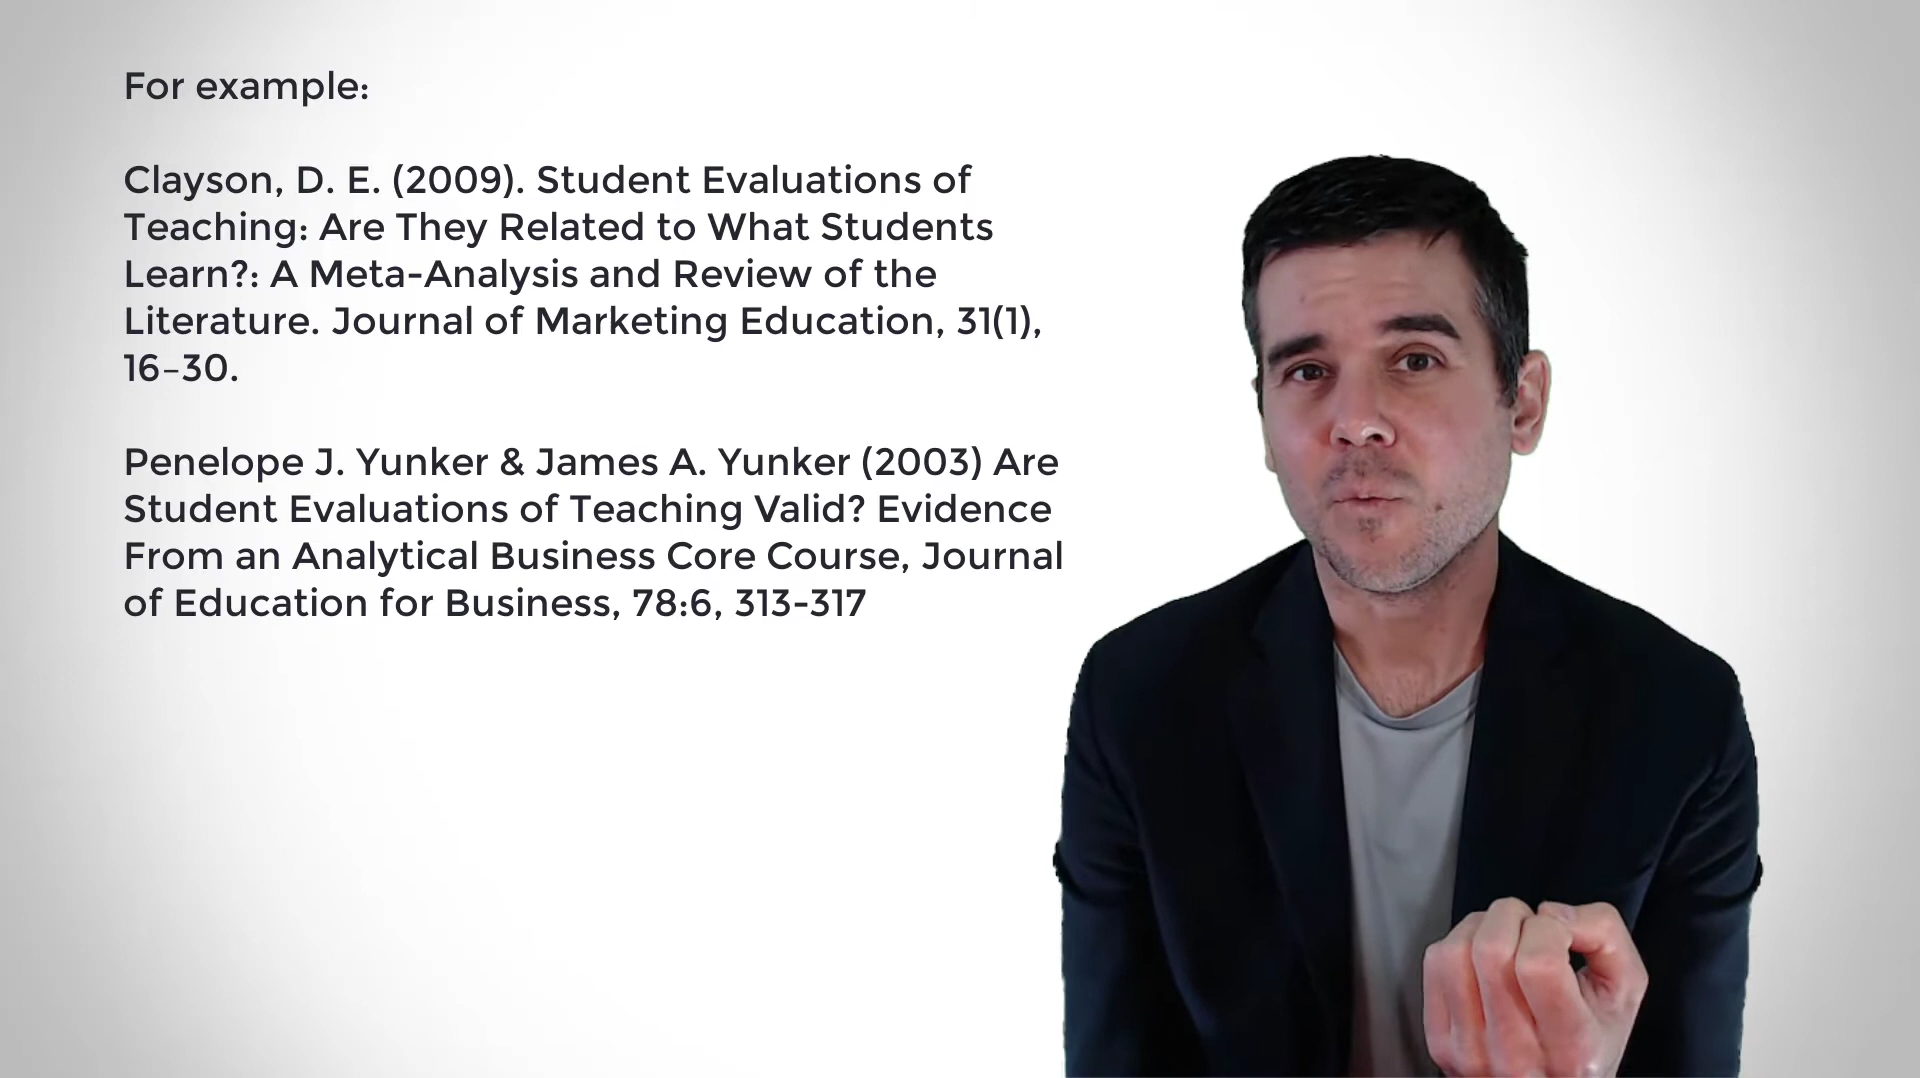 For example:
Clayson, D. E. (2009). Student Evaluations of
Teaching: Are They Related to What Students
Learn?: A Meta-Analysis and Review of the
Literature. Journal of Marketing Education, 31(1),
16–30.
Penelope J. Yunker & James A. Yunker (2003) Are
Student Evaluations of Teaching Valid? Evidence
From an Analytical Business Core Course, Journal
of Education for Business, 78:6, 313-317